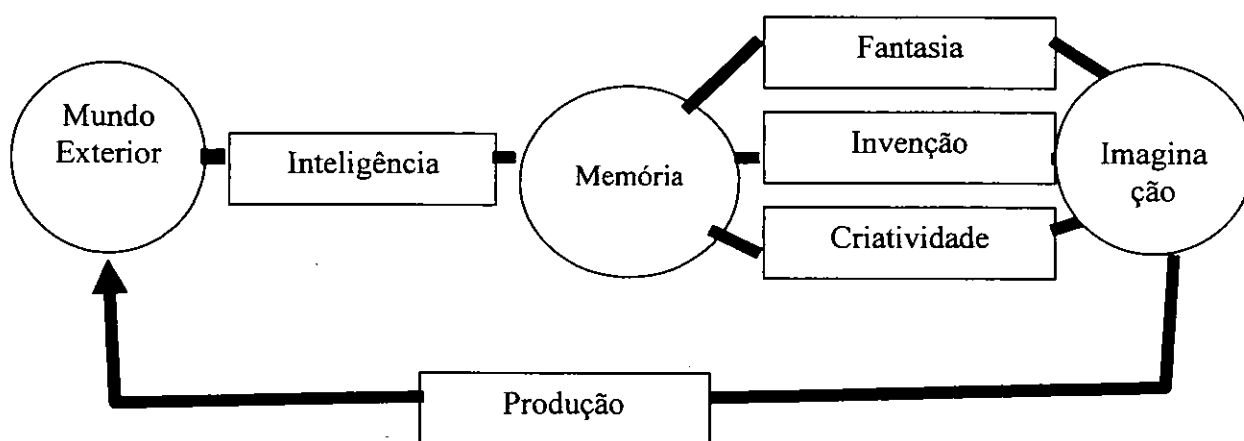 Mundo
Exterior
Inteligência
Memória
Fantasia
Invenção
Criatividade
Imagina
ção
Produção